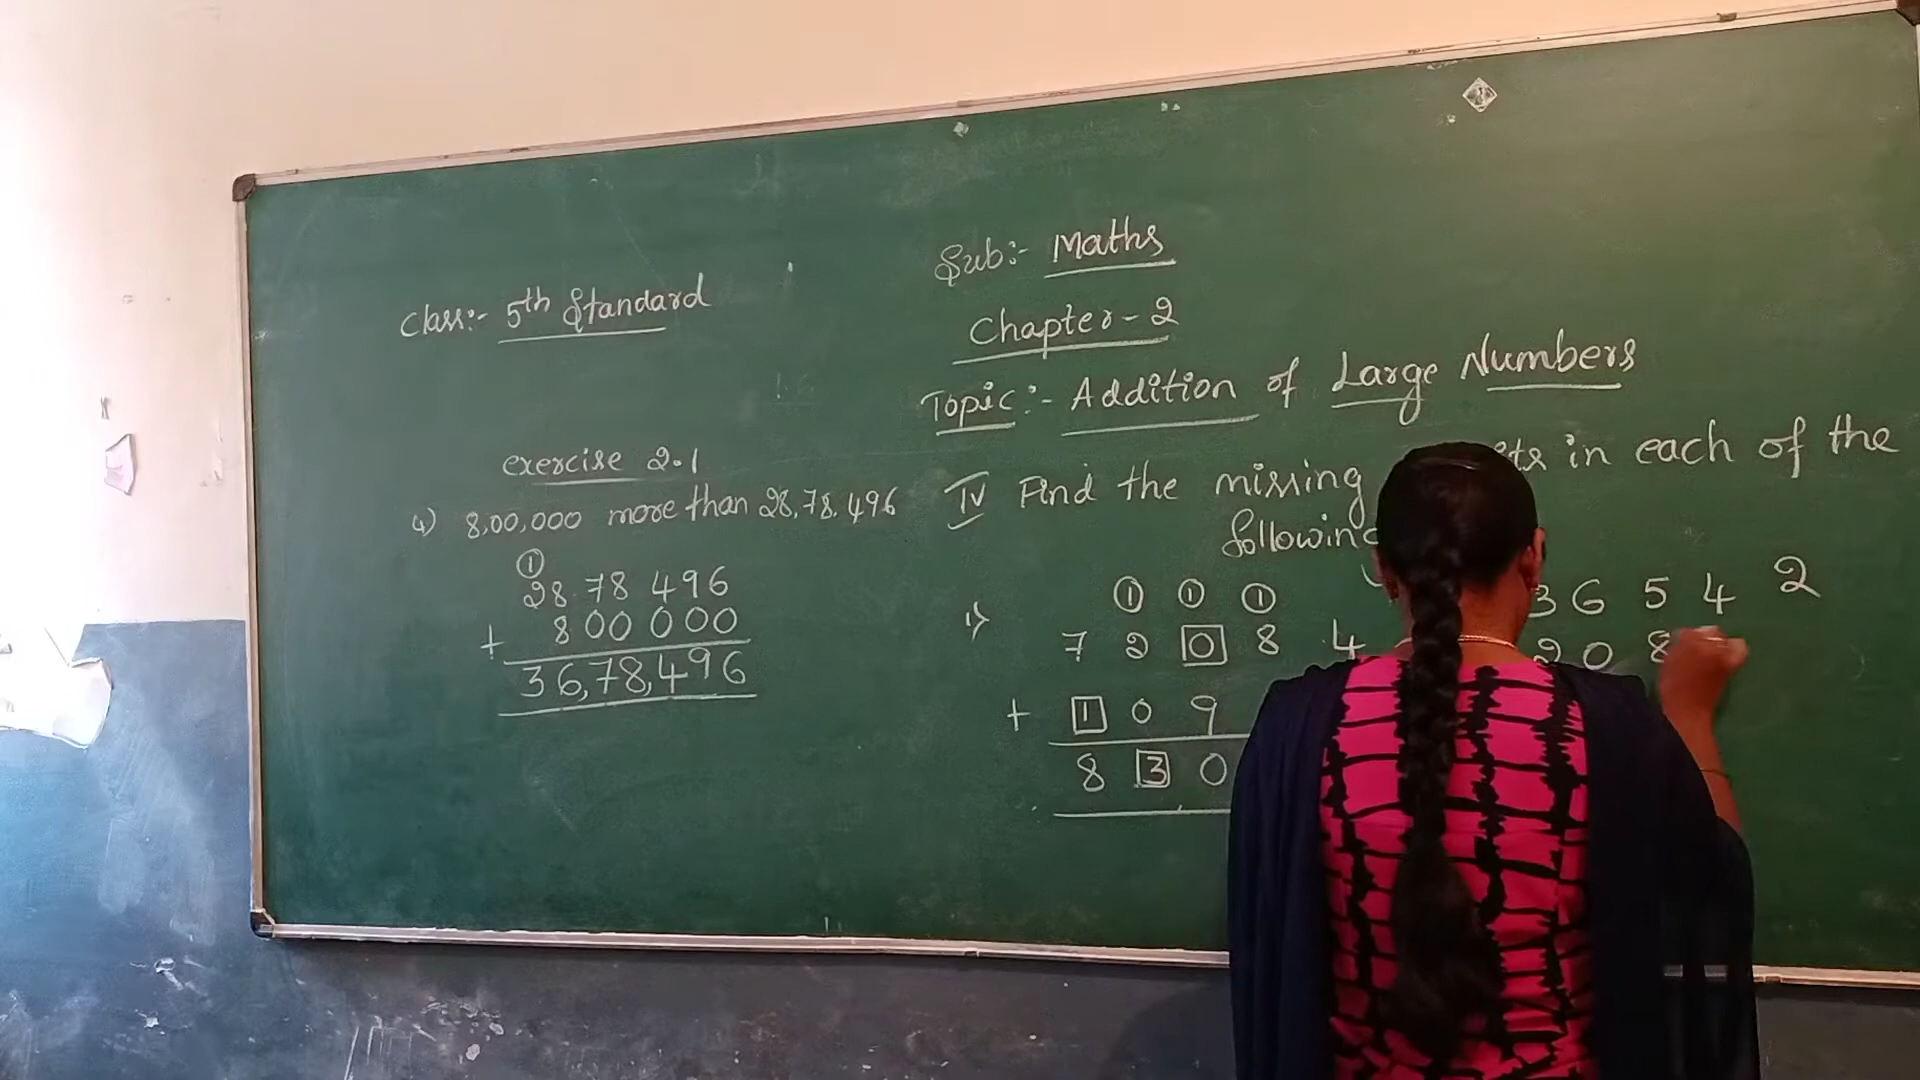 Sub:- Maths
Class:- 5th Standard
Chapter - 2
Topic:- Addition of Large Numbers
exercise 2.1
4) 8,00,000 more than 28,78,496
1
28 78 496
+ 8 00 000
36,78,496
IV Find the missing in each of the
following
1) 1 1 1
7 2 0 8 4
+ 1 0 9
8 3 0
3 6 5 4 2
2 0 8